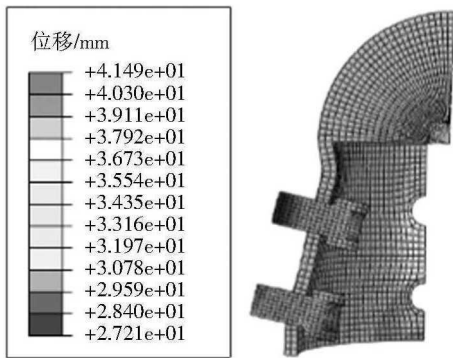 位移/mm
+4.149e+01
+4.030e+01
+3.911e+01
+3.792e+01
+3.673e+01
+3.554e+01
+3.435e+01
+3.316e+01
+3.197e+01
+3.078e+01
+2.959e+01
+2.840e+01
+2.721e+01